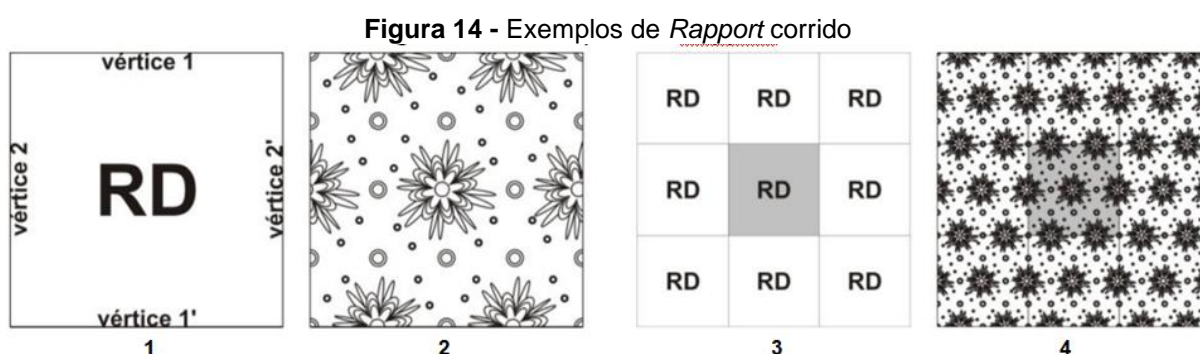 Figura 14 - Exemplos de Rapport corrido
vértice 1
vértice 2
RD
vértice 2'
vértice 1'
RD RD RD
RD RD RD
RD RD RD
1 2 3 4